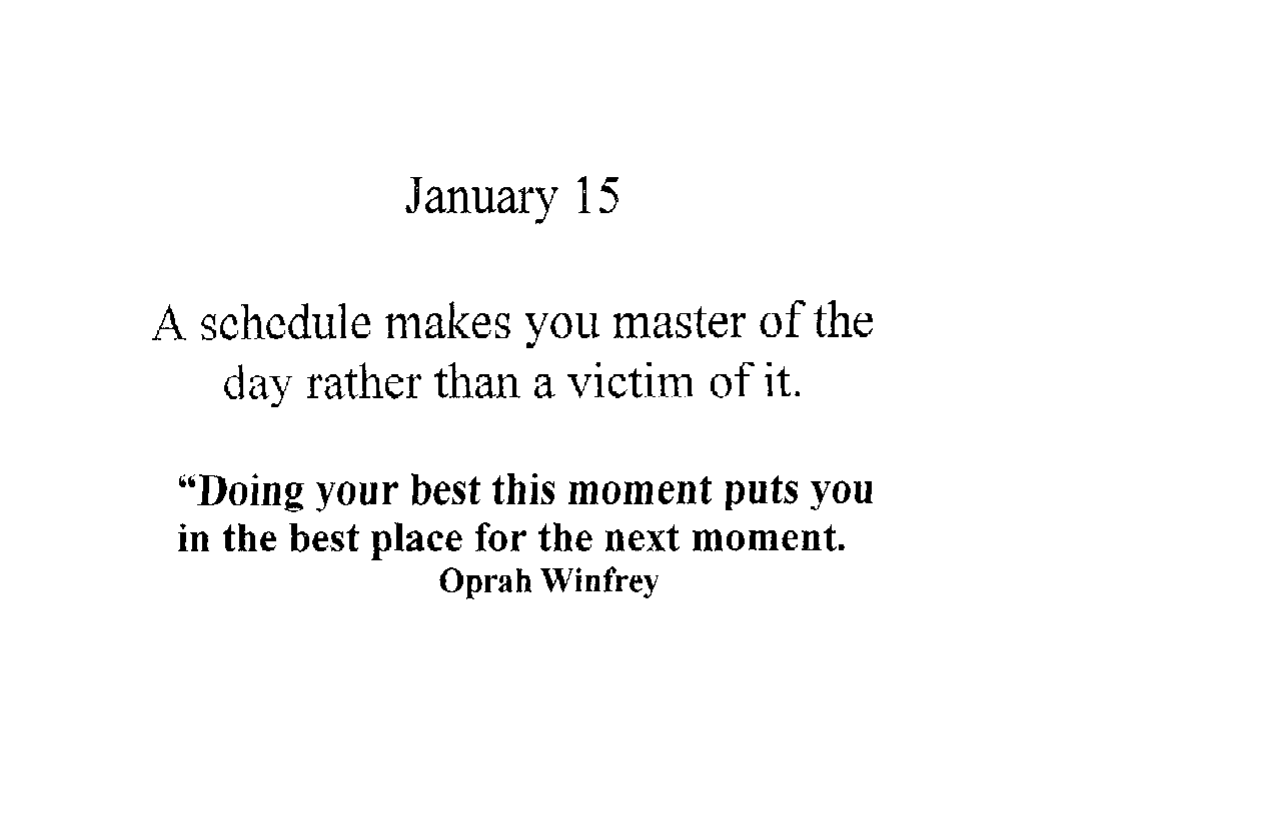 January 15
A schedule makes you master of the
day rather than a victim of it.
“Doing your best this moment puts you
in the best place for the next moment.
Oprah Winfrey